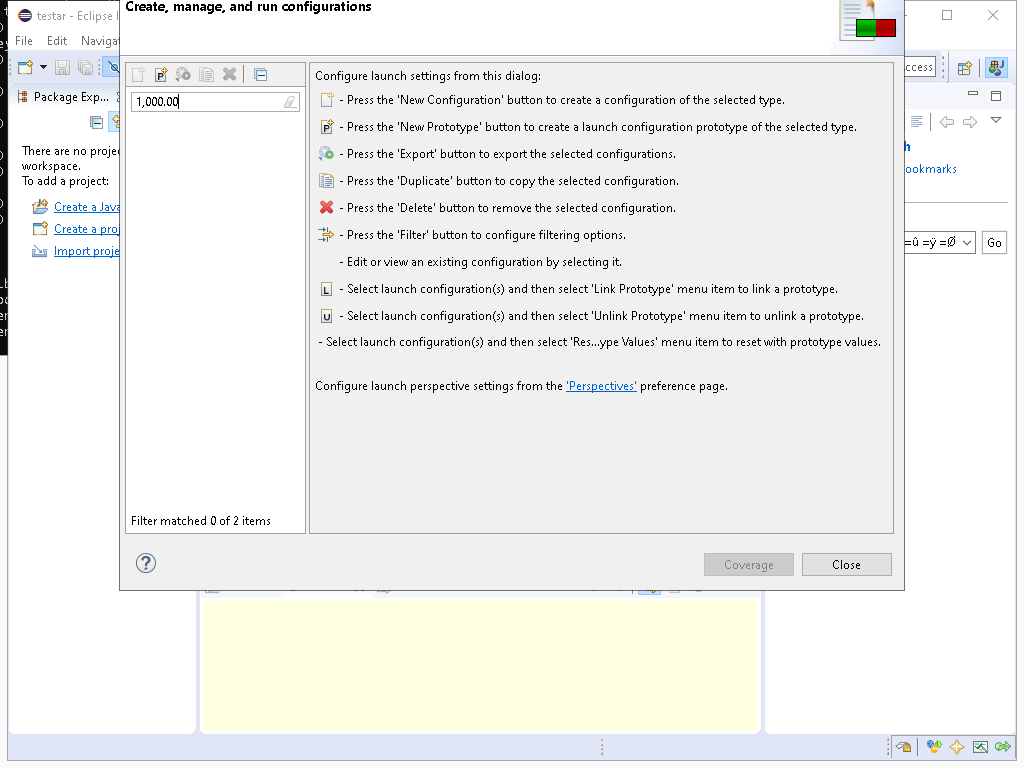 Create, manage, and run configurations
testar - Eclipse
File Edit
Package Exp...
There are no
workspace.
To add a project:
Create a Java
Create a
Import
1,000.00
Filter matched 0 of 2 items
Configure launch settings from this dialog:
- Press the 'New Configuration' button to create a configuration of the selected type.
- Press the 'New Prototype' button to create a launch configuration prototype of the selected type.
- Press the 'Export' button to export the selected configurations.
- Press the 'Duplicate' button to copy the selected configuration.
- Press the 'Delete' button to remove the selected configuration.
- Press the 'Filter' button to configure filtering options.
- Edit or view an existing configuration by selecting it.
L - Select launch configuration(s) and then select 'Link Prototype' menu item to link a prototype.
U - Select launch configuration(s) and then select 'Unlink Prototype' menu item to unlink a prototype.
- Select launch configuration(s) and then select 'Res...ype Values' menu item to reset with prototype values.
Configure launch perspective settings from the 'Perspectives' preference page.
Coverage Close
ccess
ookmarks
=û =ÿ =Ø Go